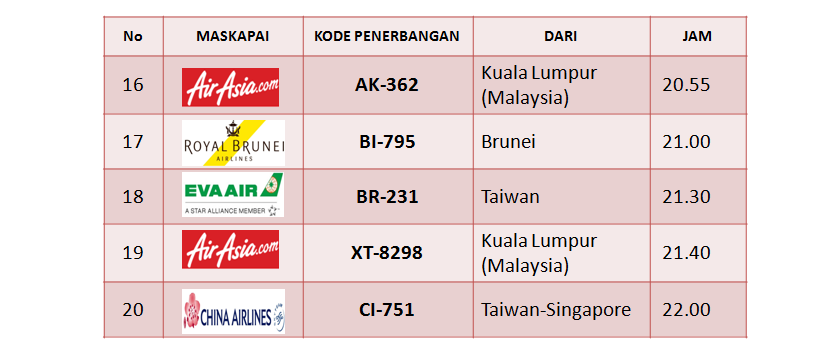 No MASKAPAI KODE PENERBANGAN DARI JAM
16 AirAsia.com AK-362 Kuala Lumpur (Malaysia) 20.55
17 ROYAL BRUNEI AIRLINES BI-795 Brunei 21.00
18 EVA AIR A STAR ALLIANCE MEMBER BR-231 Taiwan 21.30
19 AirAsia.com XT-8298 Kuala Lumpur (Malaysia) 21.40
20 CHINA AIRLINES CI-751 Taiwan-Singapore 22.00